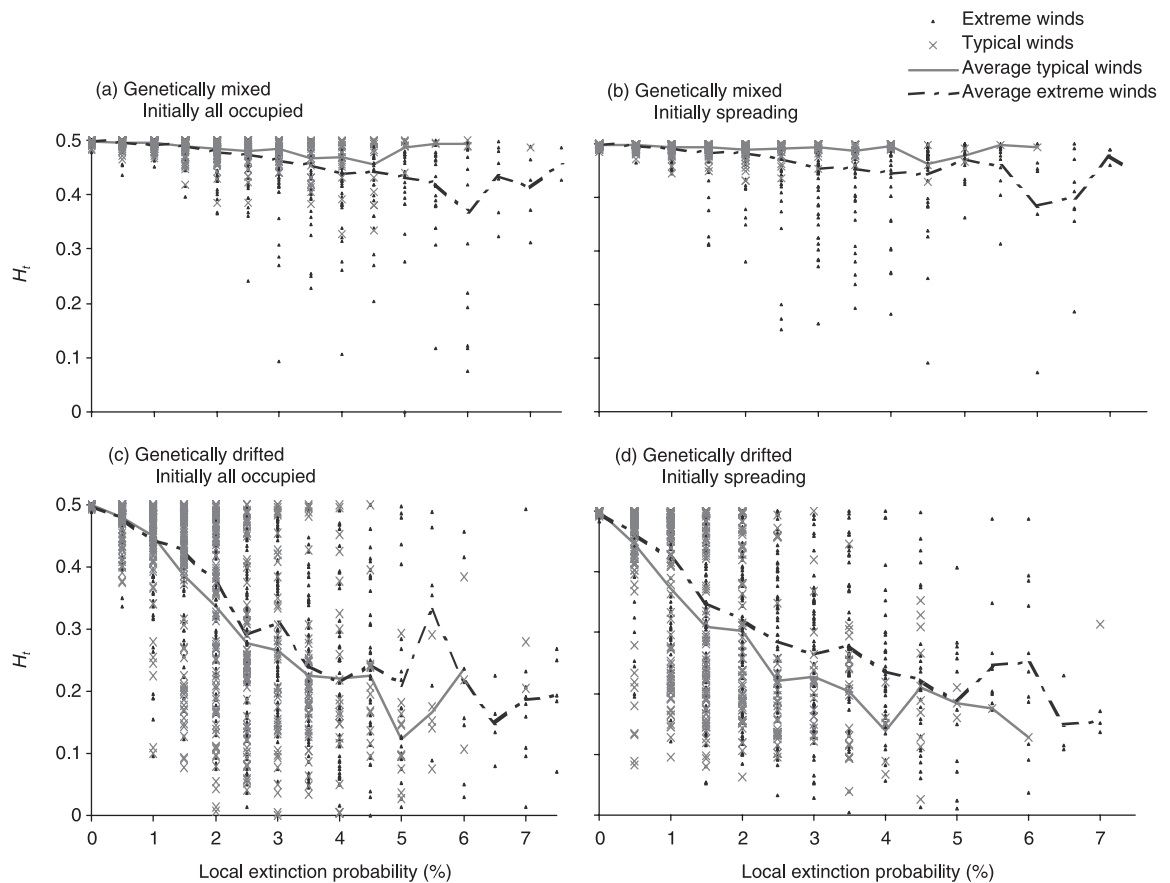 Extreme winds
Typical winds
Average typical winds
Average extreme winds
(a) Genetically mixed
Initially all occupied
(b) Genetically mixed
Initially spreading
0.5
0.4
0.3
0.2
0.1
0
Hₜ
(c) Genetically drifted
Initially all occupied
(d) Genetically drifted
Initially spreading
0.5
0.4
0.3
0.2
0.1
0
Hₜ
0 1 2 3 4 5 6 7
0 1 2 3 4 5 6 7
Local extinction probability (%)
Local extinction probability (%)